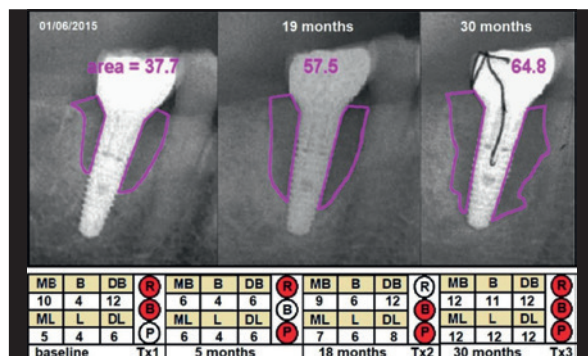 01/06/2015 19 months 30 months
area = 37.7 57.5 64.8
MB B DB R MB B DB R MB B DB R MB B DB R
10 4 12 B 6 4 6 B 9 6 12 B 12 11 12 B
ML L DL ML L DL ML L DL ML L DL
5 4 6 P 6 4 6 P 7 6 8 P 12 12 12 P
baseline Tx1 5 months 18 months Tx2 30 months Tx3